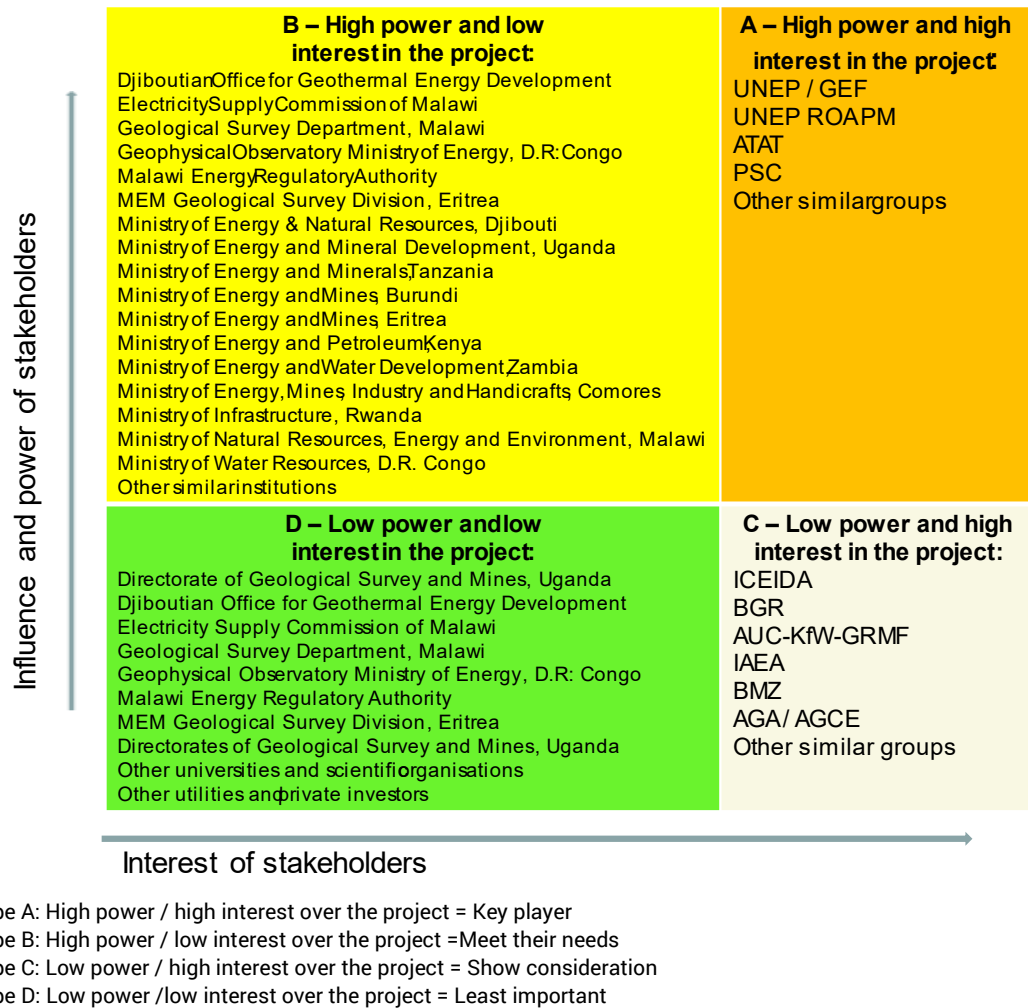 B – High power and low
interest in the project:
Djiboutian Office for Geothermal Energy Development
Electricity Supply Commission of Malawi
Geological Survey Department, Malawi
Geophysical Observatory Ministry of Energy, D.R: Congo
Malawi Energy Regulatory Authority
MEM Geological Survey Division, Eritrea
Ministry of Energy & Natural Resources, Djibouti
Ministry of Energy and Mineral Development, Uganda
Ministry of Energy and Minerals, Tanzania
Ministry of Energy and Mines, Burundi
Ministry of Energy and Mines, Eritrea
Ministry of Energy and Petroleum, Kenya
Ministry of Energy and Water Development, Zambia
Ministry of Energy, Mines, Industry and Handicrafts, Comores
Ministry of Infrastructure, Rwanda
Ministry of Natural Resources, Energy and Environment, Malawi
Ministry of Water Resources, D.R. Congo
Other similar institutions
A – High power and high
interest in the project:
UNEP / GEF
UNEP ROAPM
ATAT
PSC
Other similar groups
Influence and power of stakeholders
D – Low power and low
interest in the project:
Directorate of Geological Survey and Mines, Uganda
Djiboutian Office for Geothermal Energy Development
Electricity Supply Commission of Malawi
Geological Survey Department, Malawi
Geophysical Observatory Ministry of Energy, D.R: Congo
Malawi Energy Regulatory Authority
MEM Geological Survey Division, Eritrea
Directorates of Geological Survey and Mines, Uganda
Other universities and scientific organisations
Other utilities and private investors
C – Low power and high
interest in the project:
ICEIDA
BGR
AUC-KfW-GRMF
IAEA
BMZ
AGA / AGCE
Other similar groups
Interest of stakeholders
pe A: High power / high interest over the project = Key player
pe B: High power / low interest over the project =Meet their needs
pe C: Low power / high interest over the project = Show consideration
pe D: Low power /low interest over the project = Least important